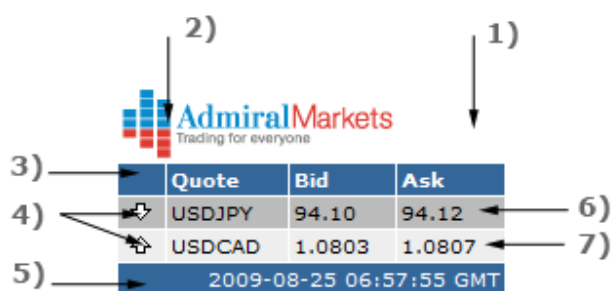 2)
1)
AdmiralMarkets
Trading for everyone
3)
Quote Bid Ask
4)
USDJPY 94.10 94.12
6)
USDCAD 1.0803 1.0807
7)
5)
2009-08-25 06:57:55 GMT